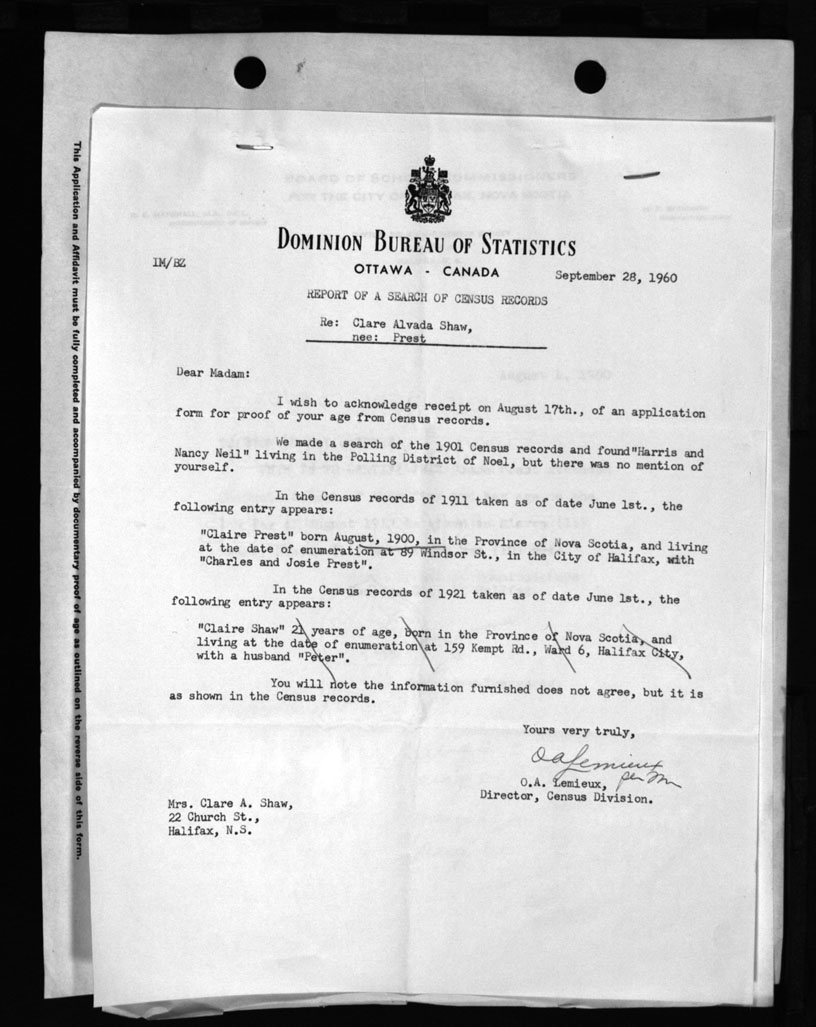 DOMINION BUREAU OF STATISTICS
OTTAWA - CANADA
IM/BZ
September 28, 1960
REPORT OF A SEARCH OF CENSUS RECORDS
Re: Clare Alvada Shaw,
nee: Prest
Dear Madam:
I wish to acknowledge receipt on August 17th., of an application
form for proof of your age from Census records.
We made a search of the 1901 Census records and found"Harris and
Nancy Neil" living in the Polling District of Noel, but there was no mention of
yourself.
In the Census records of 1911 taken as of date June 1st., the
following entry appears:
"Claire Prest" born August, 1900, in the Province of Nova Scotia, and living
at the date of enumeration at 89 Windsor St., in the City of Halifax, with
"Charles and Josie Prest".
In the Census records of 1921 taken as of date June 1st., the
following entry appears:
"Claire Shaw" 21 years of age, born in the Province of Nova Scotia, and
living at the date of enumeration at 159 Kempt Rd., Ward 6, Halifax City,
with a husband "Peter".
You will note the information furnished does not agree, but it is
as shown in the Census records.
Yours very truly,
O A Lemieux
per
O.A. Lemieux,
Director, Census Division.
Mrs. Clare A. Shaw,
22 Church St.,
Halifax, N.S.
This Application and Affidavit must be fully completed and accompanied by documentary proof of age as outlined on the reverse side of this form.